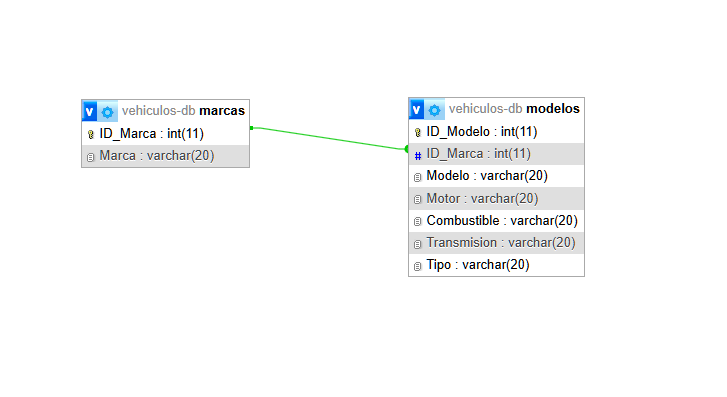 v vehiculos-db marcas
ID_Marca : int(11)
Marca : varchar(20)
v vehiculos-db modelos
ID_Modelo : int(11)
# ID_Marca : int(11)
Modelo : varchar(20)
Motor : varchar(20)
Combustible : varchar(20)
Transmision : varchar(20)
Tipo : varchar(20)